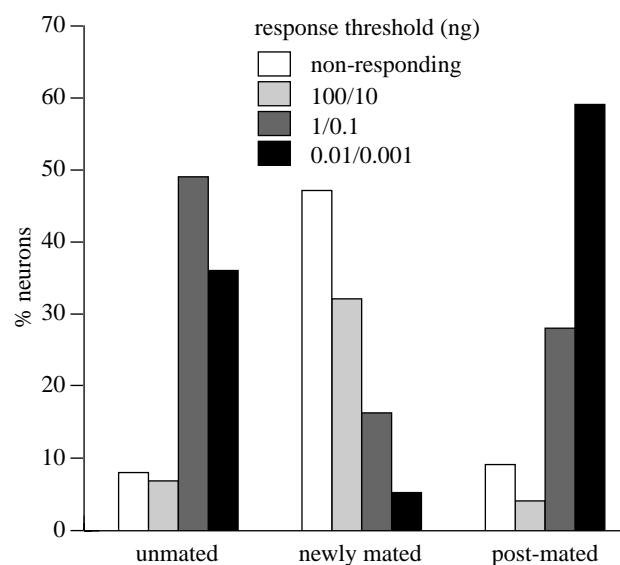 response threshold (ng)
non-responding
100/10
1/0.1
0.01/0.001
% neurons
70
60
50
40
30
20
10
0
unmated
newly mated
post-mated